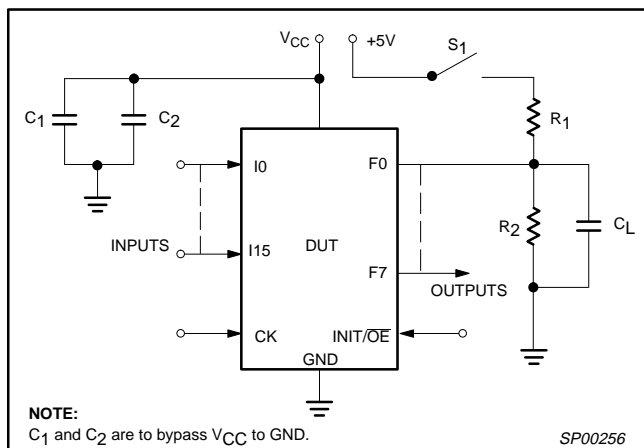 VCC +5V S1
C1 C2 R1
I0 F0
R2 CL
INPUTS I15 DUT F7
OUTPUTS
CK INIT/OE
GND
NOTE:
C1 and C2 are to bypass VCC to GND.
SP00256